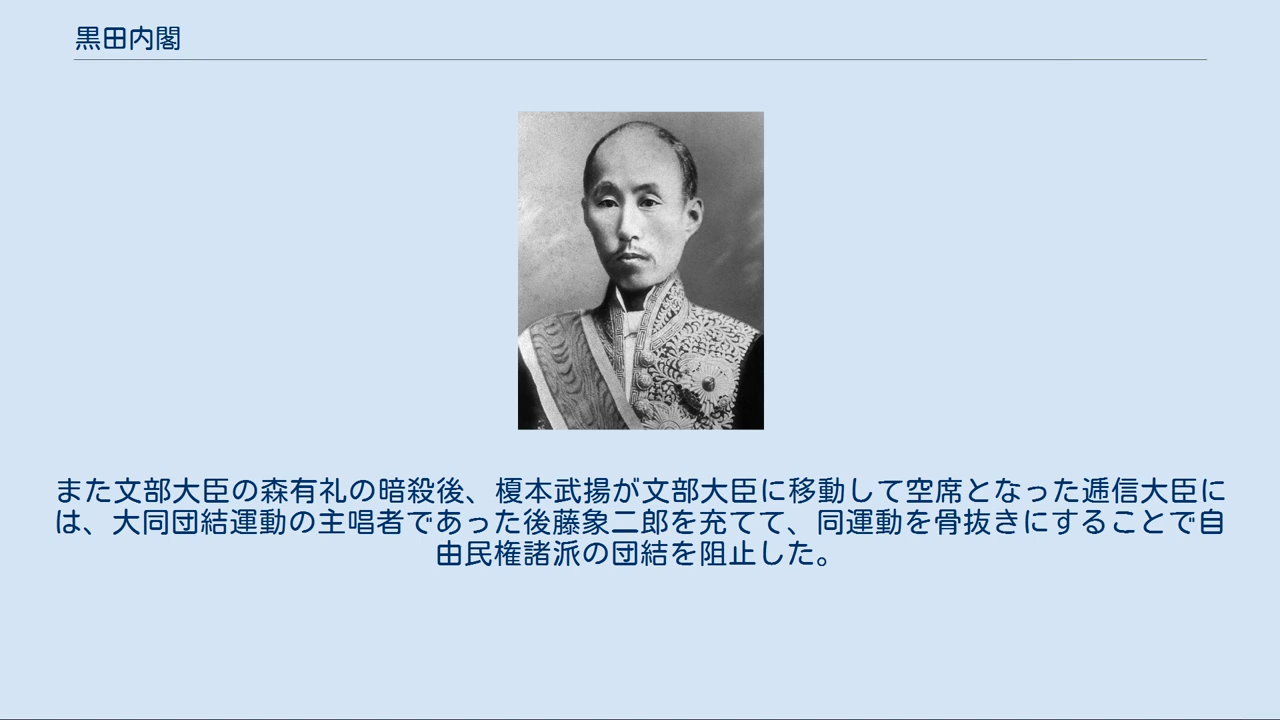 黒田内閣
また文部大臣の森有礼の暗殺後、榎本武揚が文部大臣に移動して空席となった逓信大臣に
は、大同団結運動の主唱者であった後藤象二郎を充てて、同運動を骨抜きにすることで自
由民権諸派の団結を阻止した。